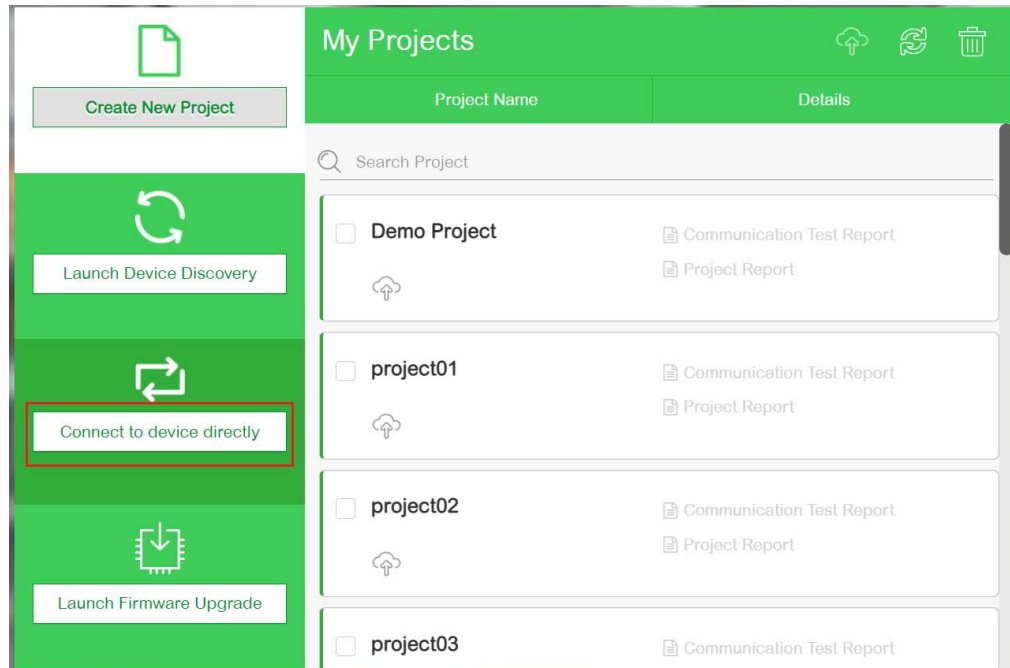 Create New Project
Launch Device Discovery
Connect to device directly
Launch Firmware Upgrade
My Projects
Project Name Details
Search Project
Demo Project
Communication Test Report
Project Report
project01
Communication Test Report
Project Report
project02
Communication Test Report
Project Report
project03
Communication Test Report